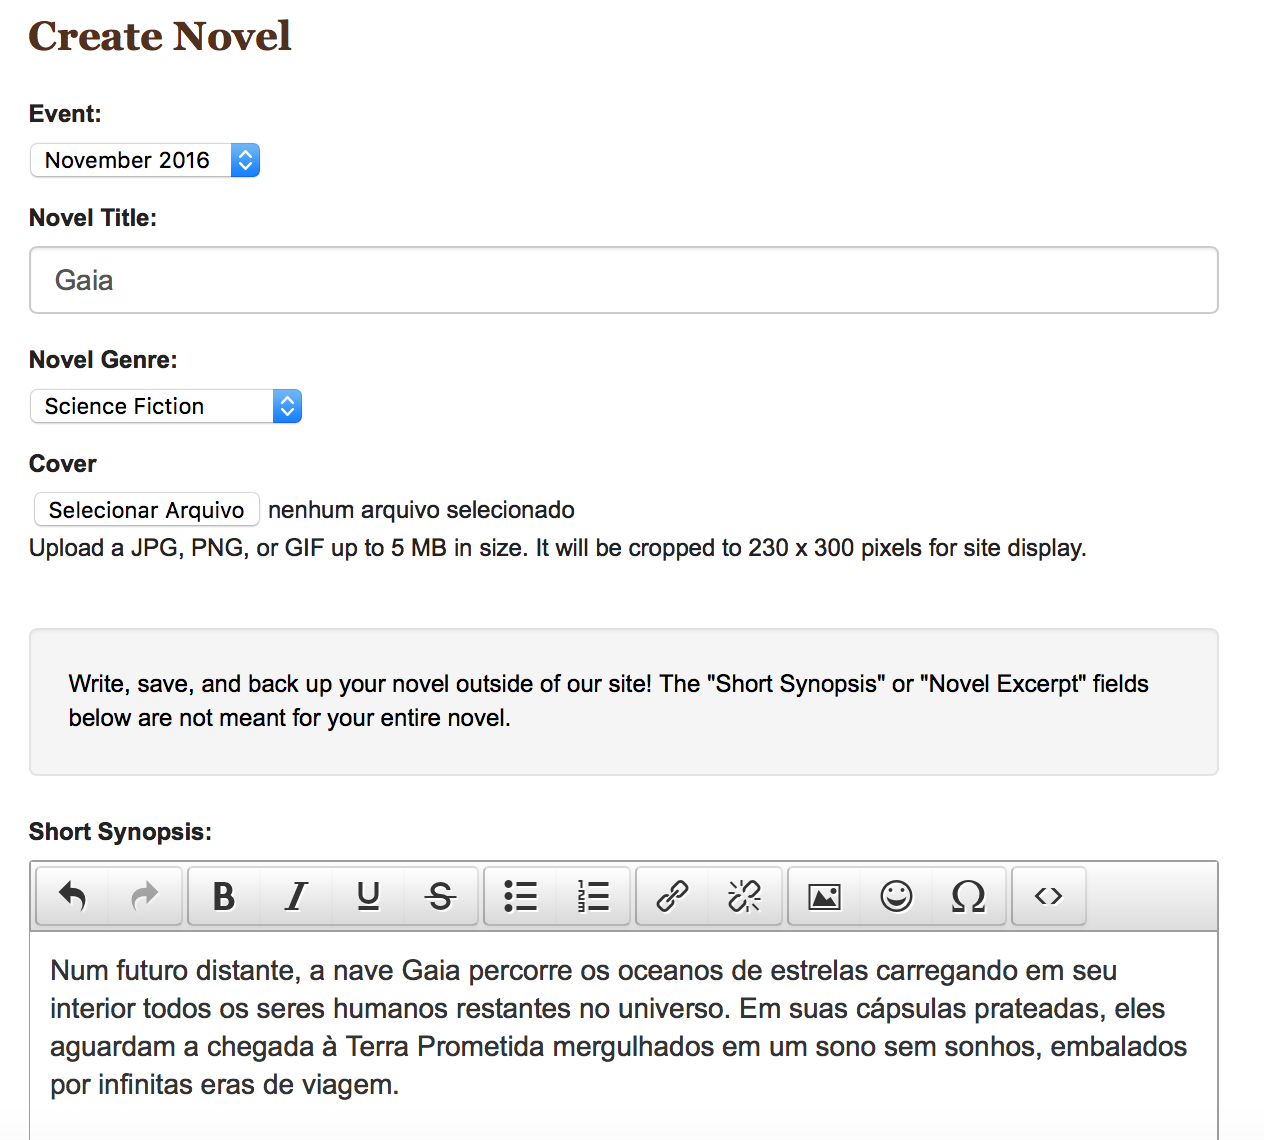 Create Novel
Event:
November 2016
Novel Title:
Gaia
Novel Genre:
Science Fiction
Cover
Selecionar Arquivo nenhum arquivo selecionado
Upload a JPG, PNG, or GIF up to 5 MB in size. It will be cropped to 230 x 300 pixels for site display.
Write, save, and back up your novel outside of our site! The "Short Synopsis" or "Novel Excerpt" fields
below are not meant for your entire novel.
Short Synopsis:
B I U S Ω <>
Num futuro distante, a nave Gaia percorre os oceanos de estrelas carregando em seu
interior todos os seres humanos restantes no universo. Em suas cápsulas prateadas, eles
aguardam a chegada à Terra Prometida mergulhados em um sono sem sonhos, embalados
por infinitas eras de viagem.